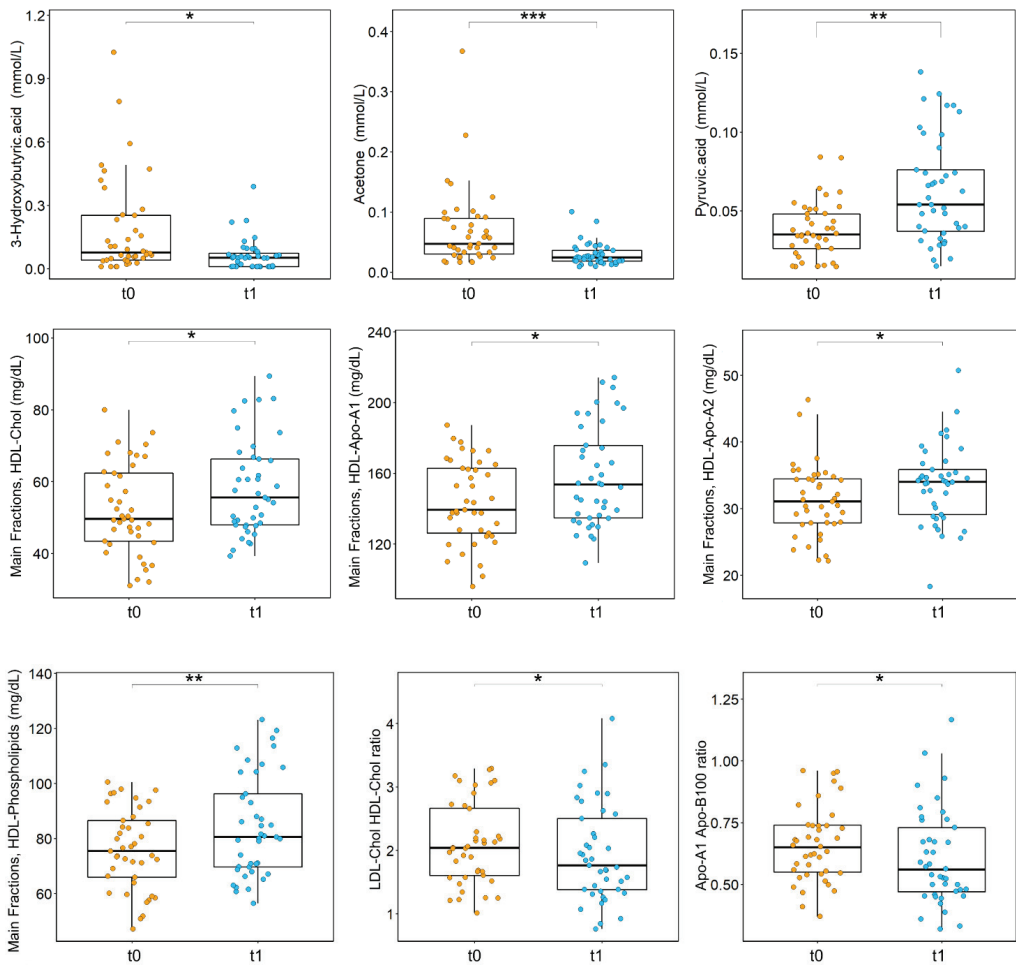 *
1.2
0.9
0.6
0.3
0.0
3-Hydroxybutyric.acid (mmol/L)
t0 t1
***
0.4
0.3
0.2
0.1
0.0
Acetone (mmol/L)
t0 t1
**
0.15
0.10
0.05
Pyruvic.acid (mmol/L)
t0 t1
*
100
80
60
40
Main Fractions, HDL-Chol (mg/dL)
t0 t1
*
240
200
160
120
Main Fractions, HDL-Apo-A1 (mg/dL)
t0 t1
*
50
40
30
20
Main Fractions, HDL-Apo-A2 (mg/dL)
t0 t1
**
140
120
100
80
60
Main Fractions, HDL-Phospholipids (mg/dL)
t0 t1
*
4
3
2
1
LDL-Chol HDL-Chol ratio
t0 t1
*
1.25
1.00
0.75
0.50
Apo-A1 Apo-B100 ratio
t0 t1